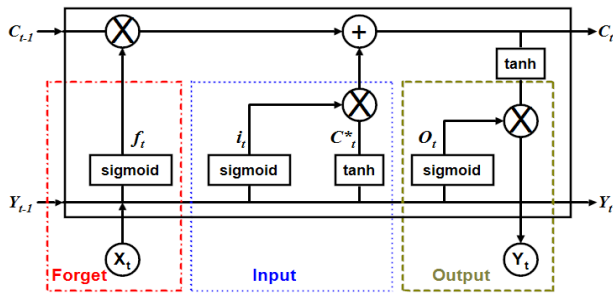 C_{t-1}
C_t
tanh
f_t
i_t
C*_t
O_t
sigmoid
sigmoid
tanh
sigmoid
Y_{t-1}
Y_t
X_t
Y_t
Forget
Input
Output